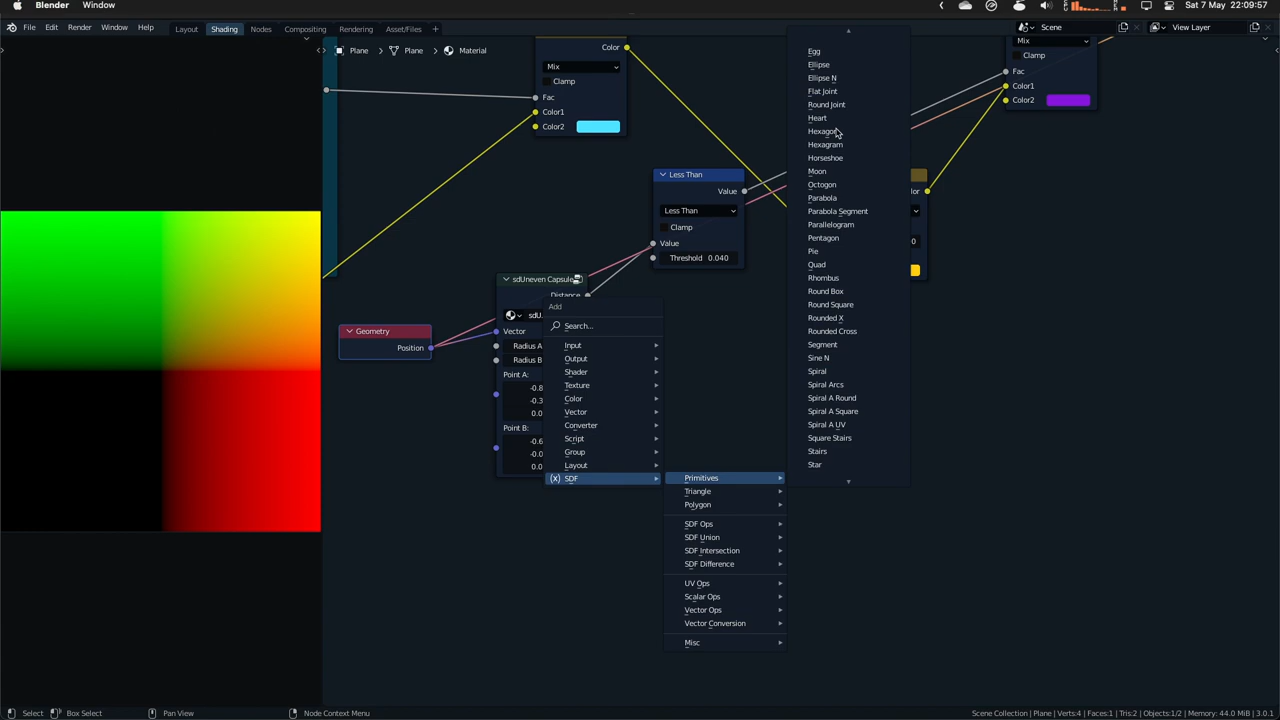 Blender Window Sat 7 May 21:09:57
File Edit Render Window Help Layout Shading Nodes Compositing Rendering Asset/Files + Scene View Layer
Plane Plane Material
Color
Mix
Clamp
Fac
Color1
Color2
Mix
Clamp
Fac
Color1
Color2
Less Than
Value
Less Than
Clamp
Value
Threshold 0.040
sdUneven Capsule
Distance
sdU
Vector
Radius A
Radius B
Point A:
-0.8
-0.3
0.0
Point B:
-0.6
0.0
Geometry
Position
Add
Search...
Input
Output
Shader
Texture
Color
Vector
Converter
Script
Group
Layout
(x) SDF
Primitives
Triangle
Polygon
SDF Ops
SDF Union
SDF Intersection
SDF Difference
UV Ops
Scalar Ops
Vector Ops
Vector Conversion
Misc
Egg
Ellipse
Ellipse N
Flat Joint
Round Joint
Heart
Hexagon
Hexagram
Horseshoe
Moon
Octogon
Parabola
Parabola Segment
Parallelogram
Pentagon
Pie
Quad
Rhombus
Round Box
Round Square
Rounded X
Rounded Cross
Segment
Sine N
Spiral
Spiral Arcs
Spiral A Round
Spiral A Square
Spiral A UV
Square Stairs
Stairs
Star
or
0
Select Box Select Pan View Node Context Menu Scene Collection | Plane | Verts:4 | Faces:1 | Tris:2 | Objects:1/2 | Memory: 44.0 MiB | 3.0.1